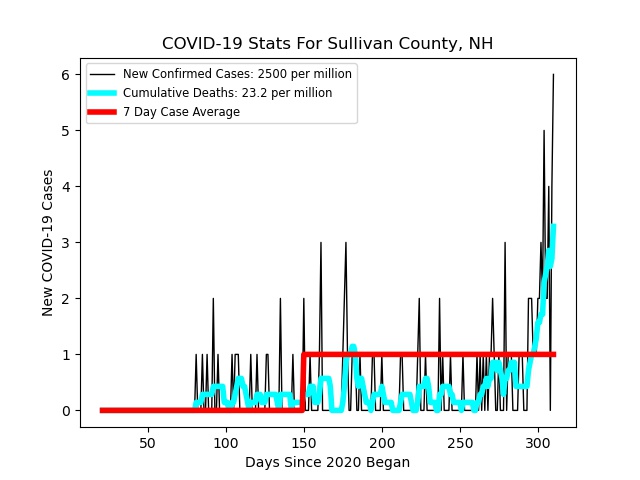 COVID-19 Stats For Sullivan County, NH
New Confirmed Cases: 2500 per million
Cumulative Deaths: 23.2 per million
7 Day Case Average
New COVID-19 Cases
6
5
4
3
2
1
0
50 100 150 200 250 300
Days Since 2020 Began